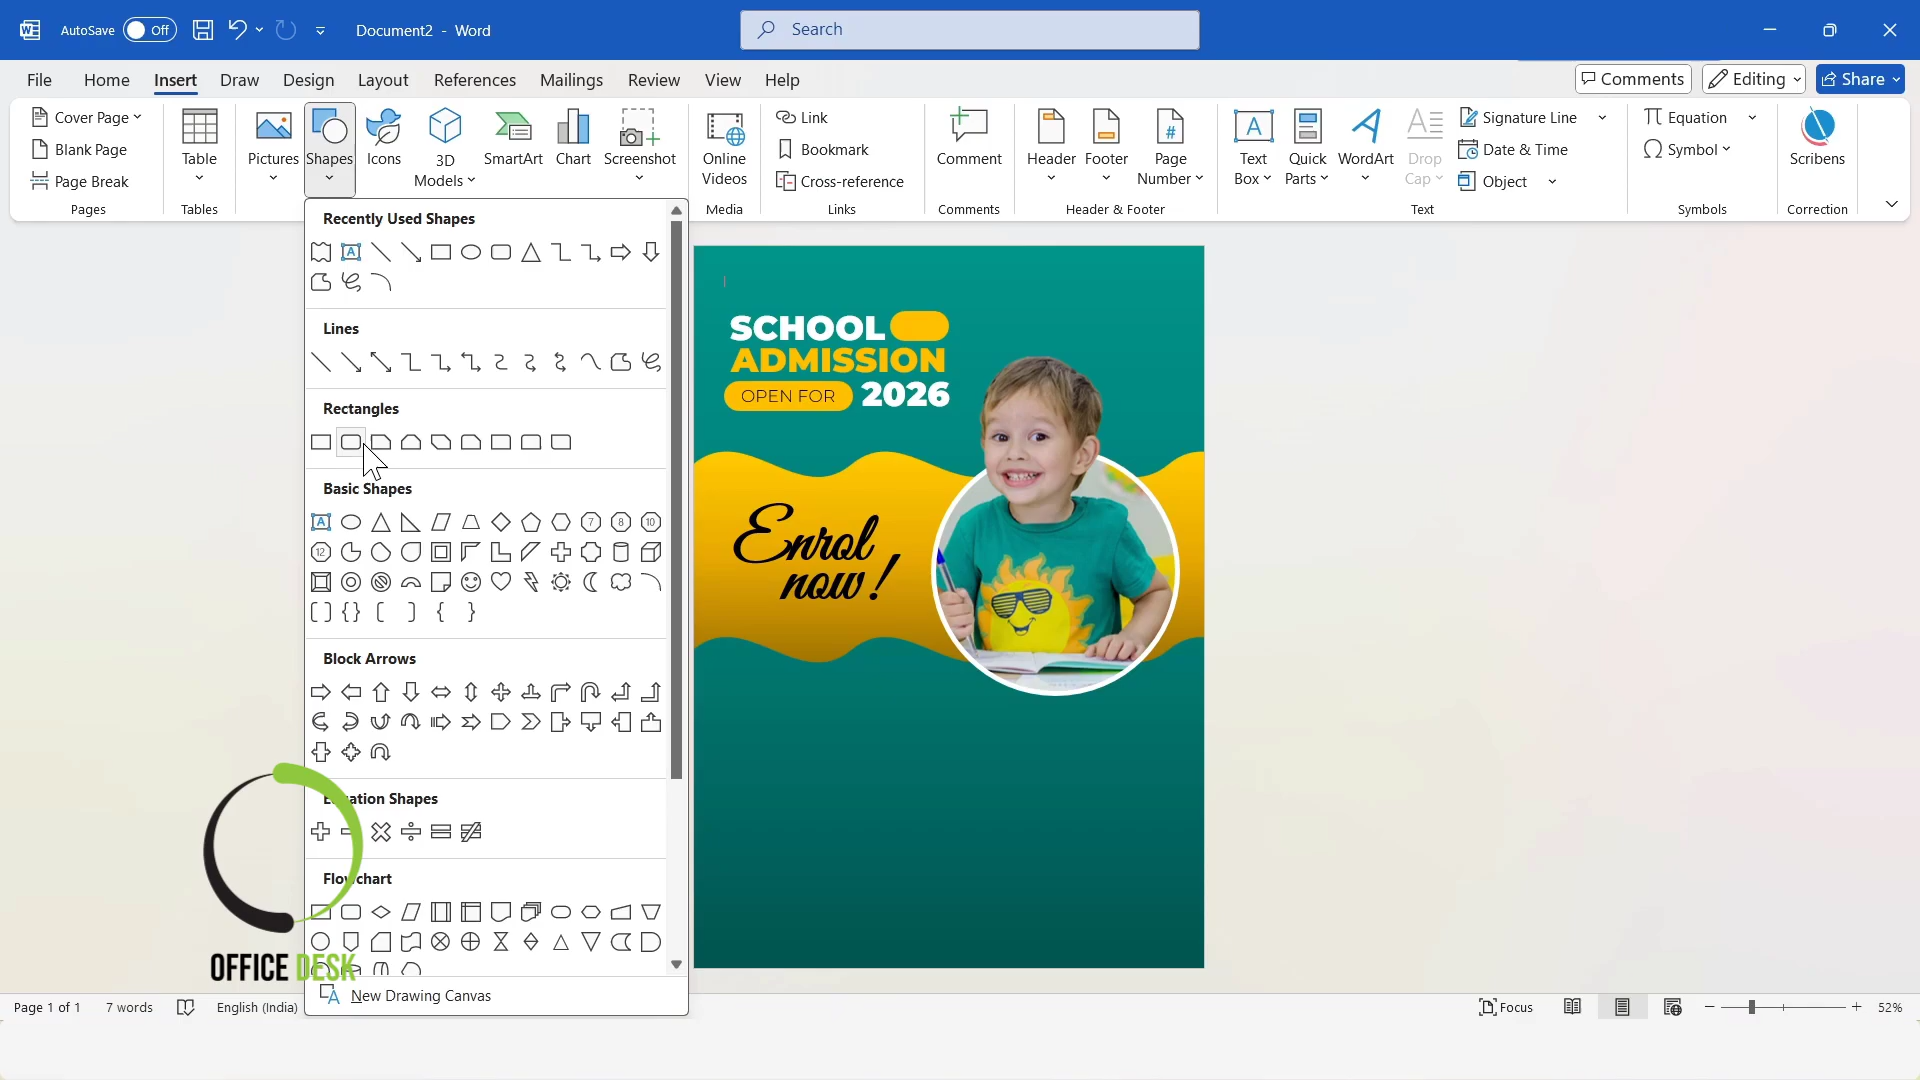 AutoSave Off Document2 - Word Search
File Home Insert Draw Design Layout References Mailings Review View Help Comments Editing Share
Cover Page
Blank Page
Page Break
Pages
Table
Tables
Pictures
Shapes
Icons
3D
Models
SmartArt
Chart
Screenshot
Online
Videos
Media
Link
Bookmark
Cross-reference
Links
Comment
Comments
Header
Footer
Page
Number
Header & Footer
Text
Box
Quick
Parts
WordArt
Drop
Cap
Signature Line
Date & Time
Object
Text
Equation
Symbol
Symbols
Scribens
Correction
Recently Used Shapes
Lines
Rectangles
Basic Shapes
Block Arrows
Equation Shapes
Flowchart
New Drawing Canvas
SCHOOL
ADMISSION
OPEN FOR 2026
Enrol
now!
OFFICE DESK
Page 1 of 1 7 words English (India) Focus 52%